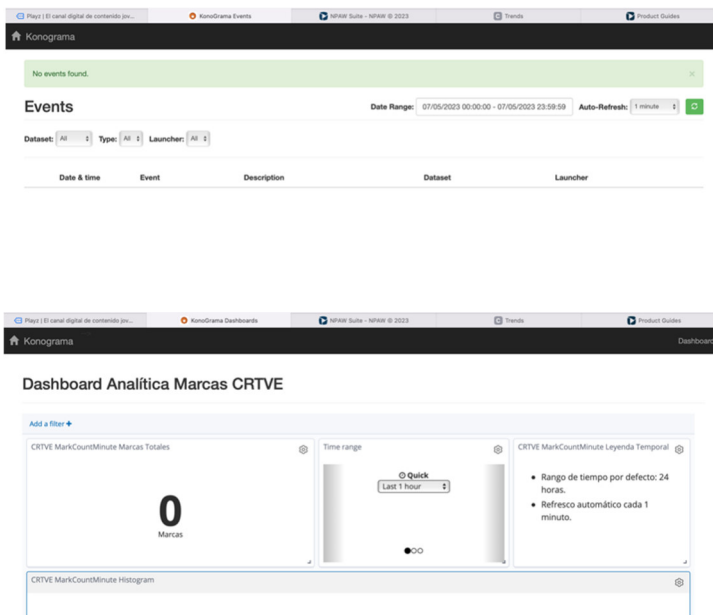 Playz | El canal digital de contenido jov... KonoGrama Events NPAW Suite - NPAW © 2023 Trends Product Guides
Konograma
No events found. ×
Events Date Range: 07/05/2023 00:00:00 - 07/05/2023 23:59:59 Auto-Refresh: 1 minute
Dataset: All Type: All Launcher: All
Date & time Event Description Dataset Launcher
Playz | El canal digital de contenido jov... KonoGrama Dashboards NPAW Suite - NPAW © 2023 Trends Product Guides
Konograma Dashboard
Dashboard Analítica Marcas CRTVE
Add a filter +
CRTVE MarkCountMinute Marcas Totales Time range CRTVE MarkCountMinute Leyenda Temporal
Quick
Last 1 hour
• Rango de tiempo por defecto: 24
horas.
• Refresco automático cada 1
minuto.
0
Marcas
CRTVE MarkCountMinute Histogram